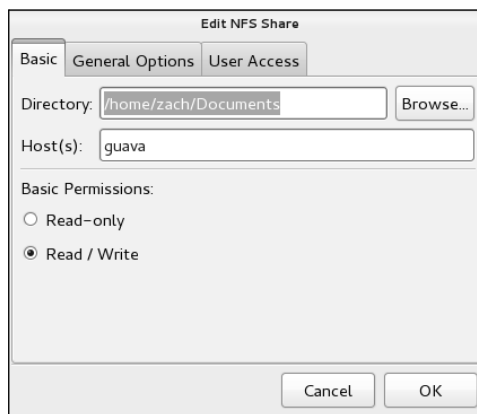 Edit NFS Share
Basic General Options User Access
Directory: /home/zach/Documents Browse...
Host(s): guava
Basic Permissions:
Read-only
Read / Write
Cancel OK